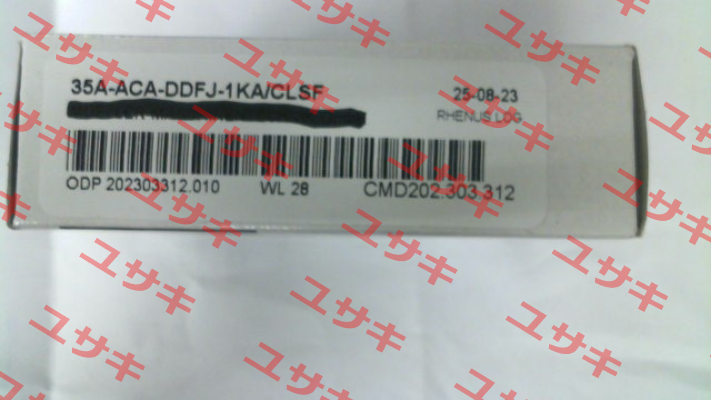 35A-ACA-DDFJ-1KA/CLSF
25-08-23
RHENUS LOG
ODP 202303312.010 WL 28 CMD202.303.312
ユサキ